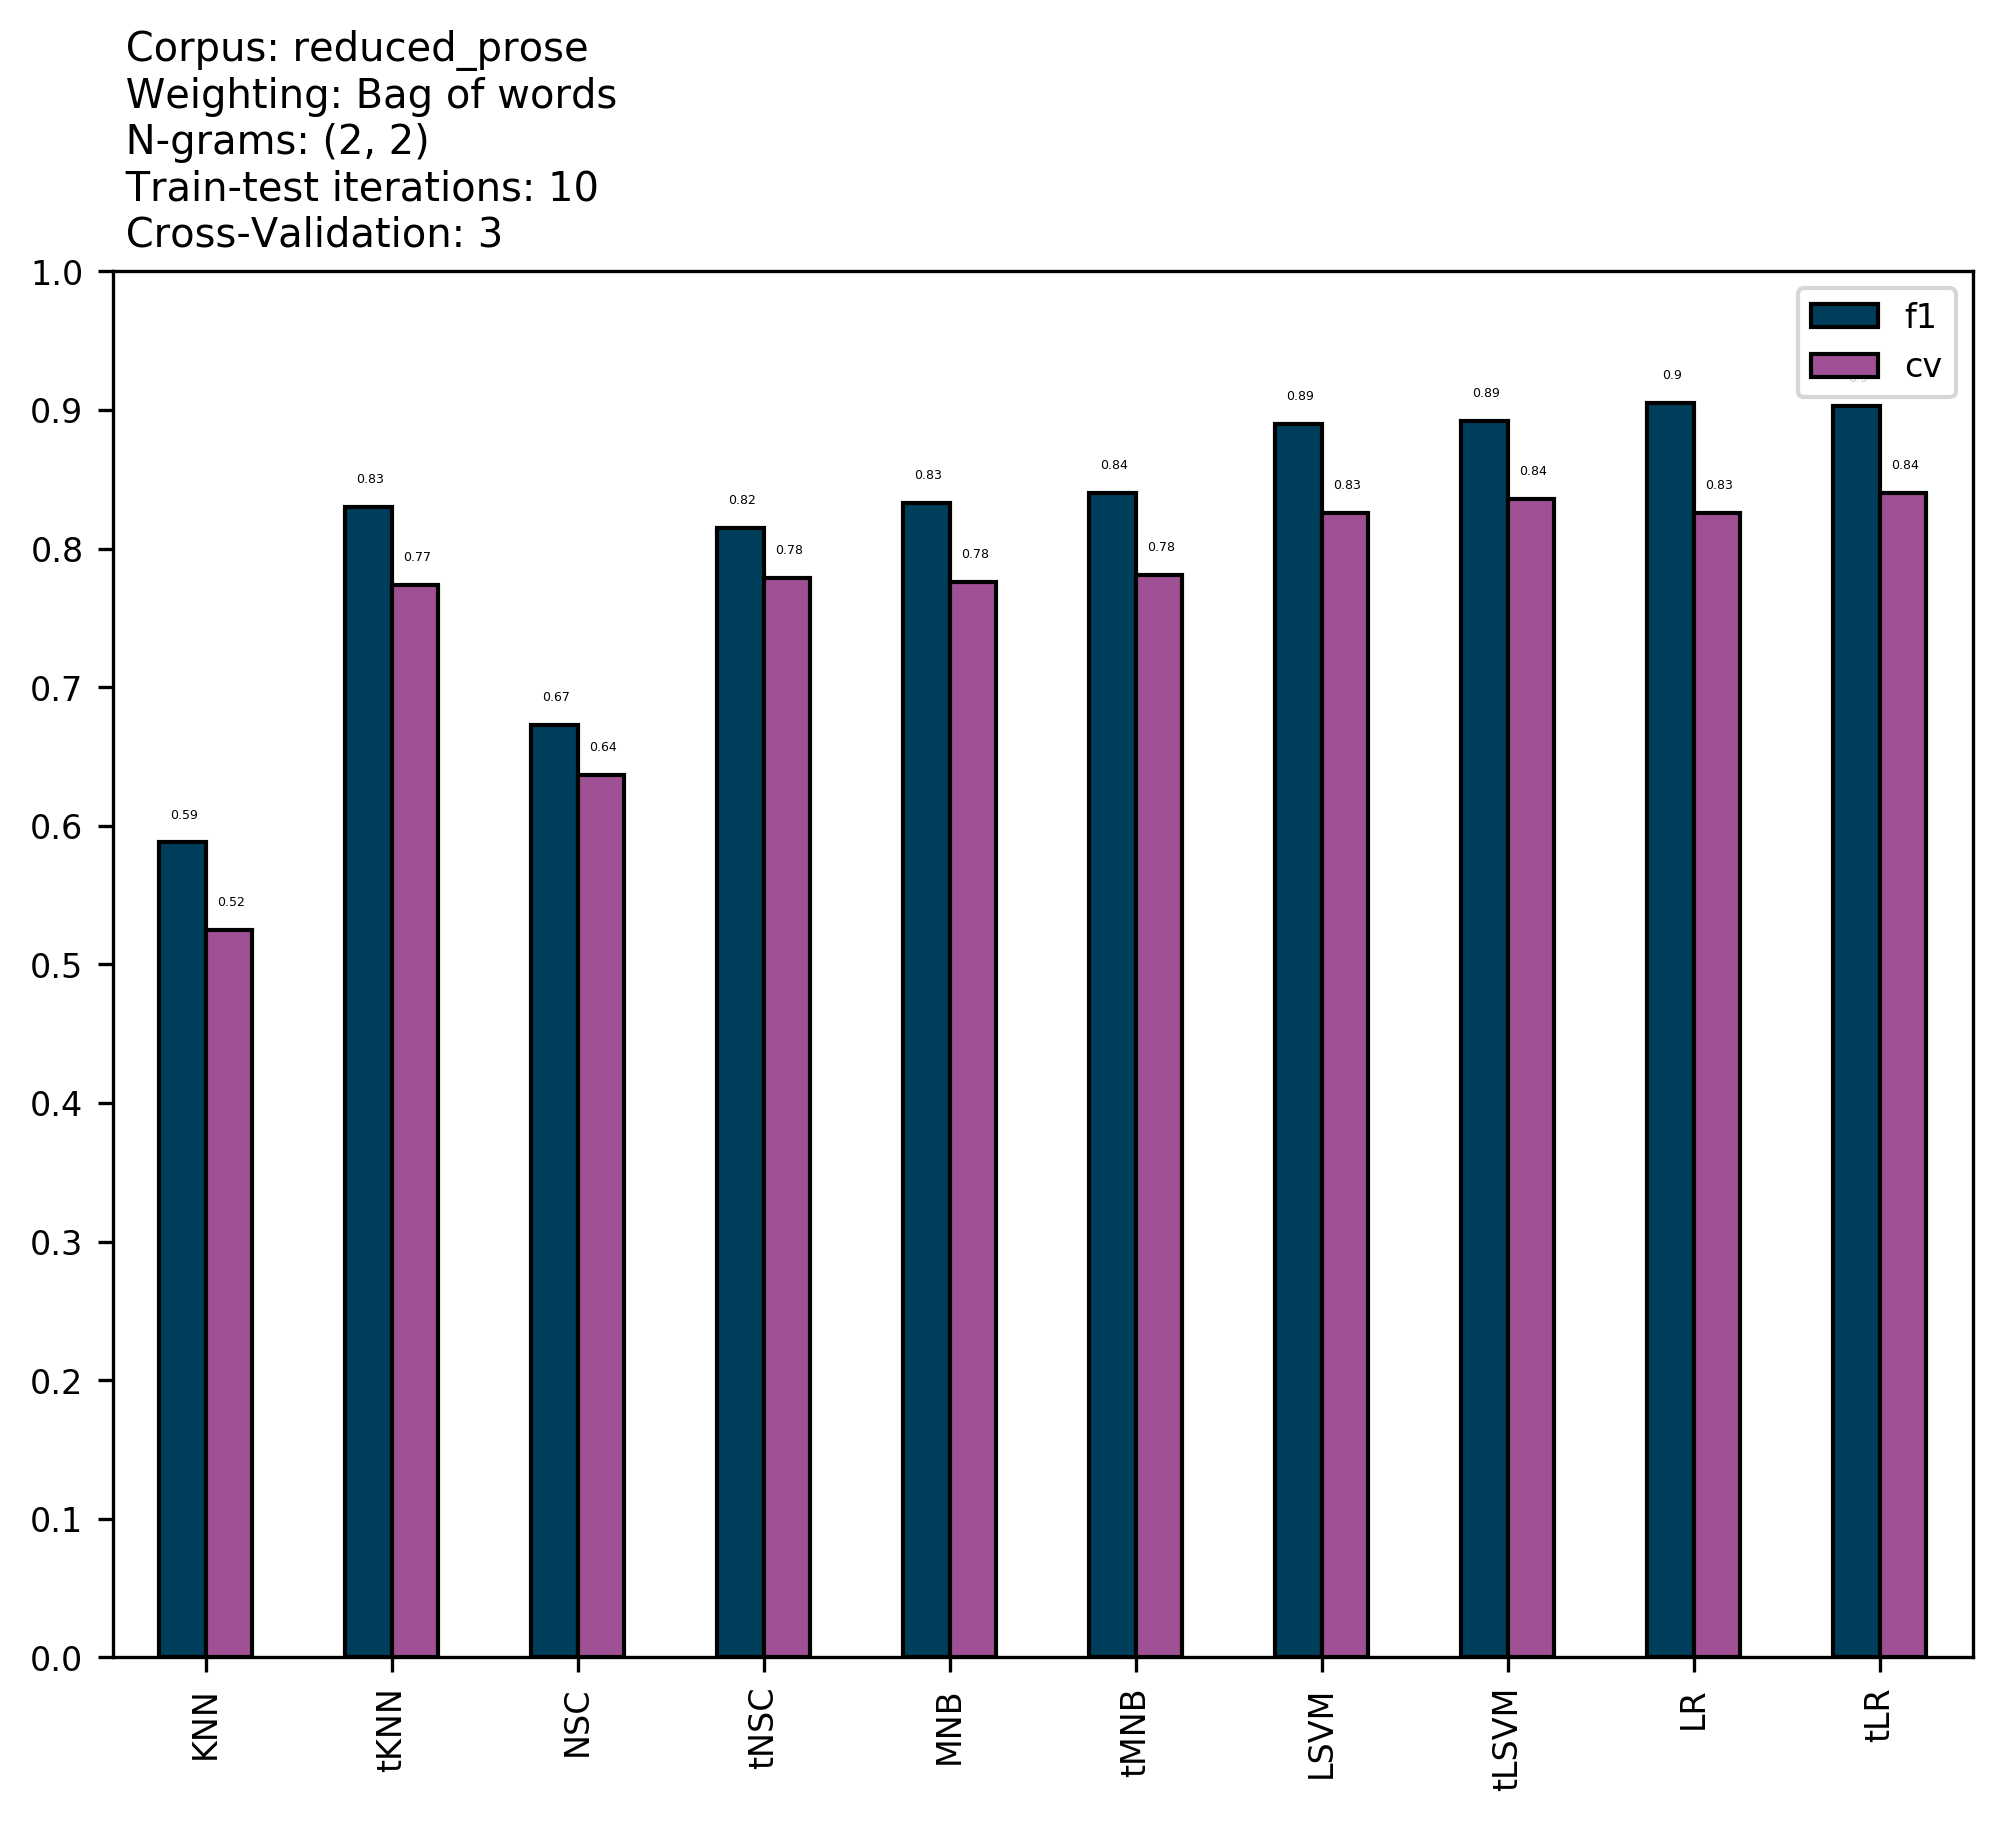 Corpus: reduced_prose
Weighting: Bag of words
N-grams: (2, 2)
Train-test iterations: 10
Cross-Validation: 3
1.0
0.9
0.8
0.7
0.6
0.5
0.4
0.3
0.2
0.1
0.0
f1
cv
0.59
0.52
0.83
0.77
0.67
0.64
0.82
0.78
0.83
0.78
0.84
0.78
0.89
0.83
0.89
0.84
0.9
0.83
0.9
0.84
KNN
tKNN
NSC
tNSC
MNB
tMNB
LSVM
tLSVM
LR
tLR